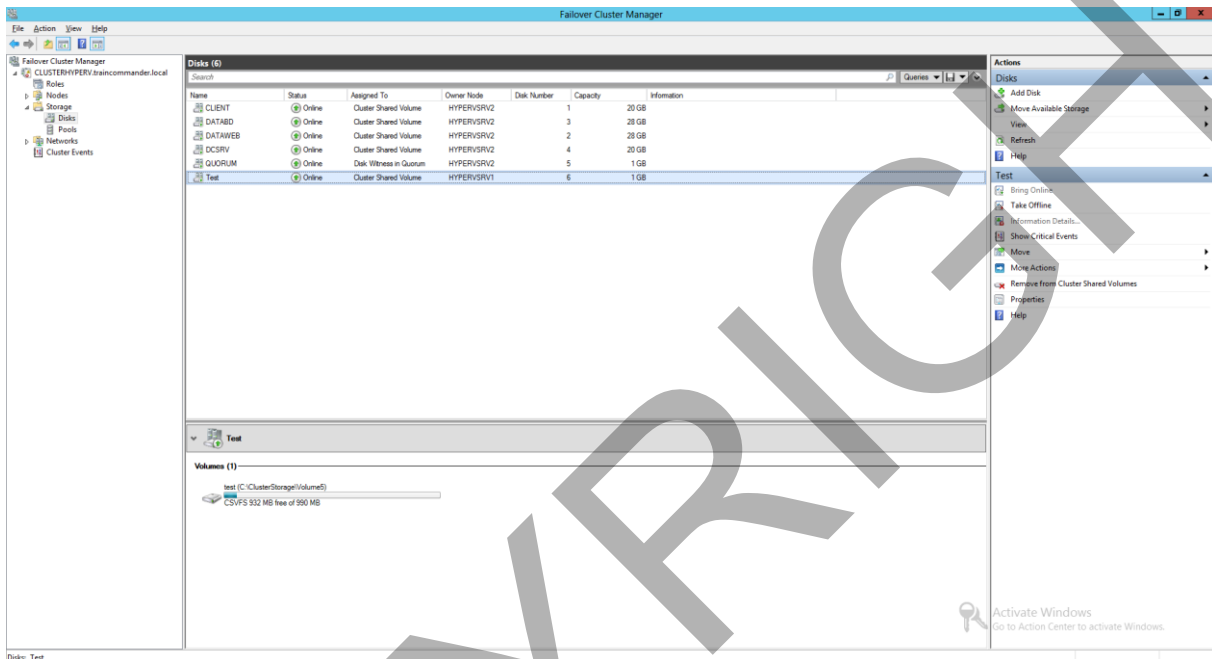 Failover Cluster Manager
File Action View Help
Failover Cluster Manager
CLUSTERHYPERV.traincommander.local
Roles
Nodes
Storage
Disks
Pools
Networks
Cluster Events
Disks (6)
Search
Queries
Name Status Assigned To Owner Node Disk Number Capacity Information
CLIENT Online Cluster Shared Volume HYPERVSRV2 1 20 GB
DATABD Online Cluster Shared Volume HYPERVSRV2 3 28 GB
DATAWEB Online Cluster Shared Volume HYPERVSRV2 2 28 GB
DCSRV Online Cluster Shared Volume HYPERVSRV2 4 20 GB
QUORUM Online Disk Witness in Quorum HYPERVSRV2 5 1 GB
Test Online Cluster Shared Volume HYPERVSRV1 6 1 GB
Test
Volumes (1)
test (C:\ClusterStorage\Volume5)
CSVFS 932 MB free of 990 MB
Actions
Disks
Add Disk
Move Available Storage
View
Refresh
Help
Test
Bring Online
Take Offline
Information Details...
Show Critical Events
Move
More Actions
Remove from Cluster Shared Volumes
Properties
Help
Activate Windows
Go to Action Center to activate Windows.
Disks: Test
YRIGH